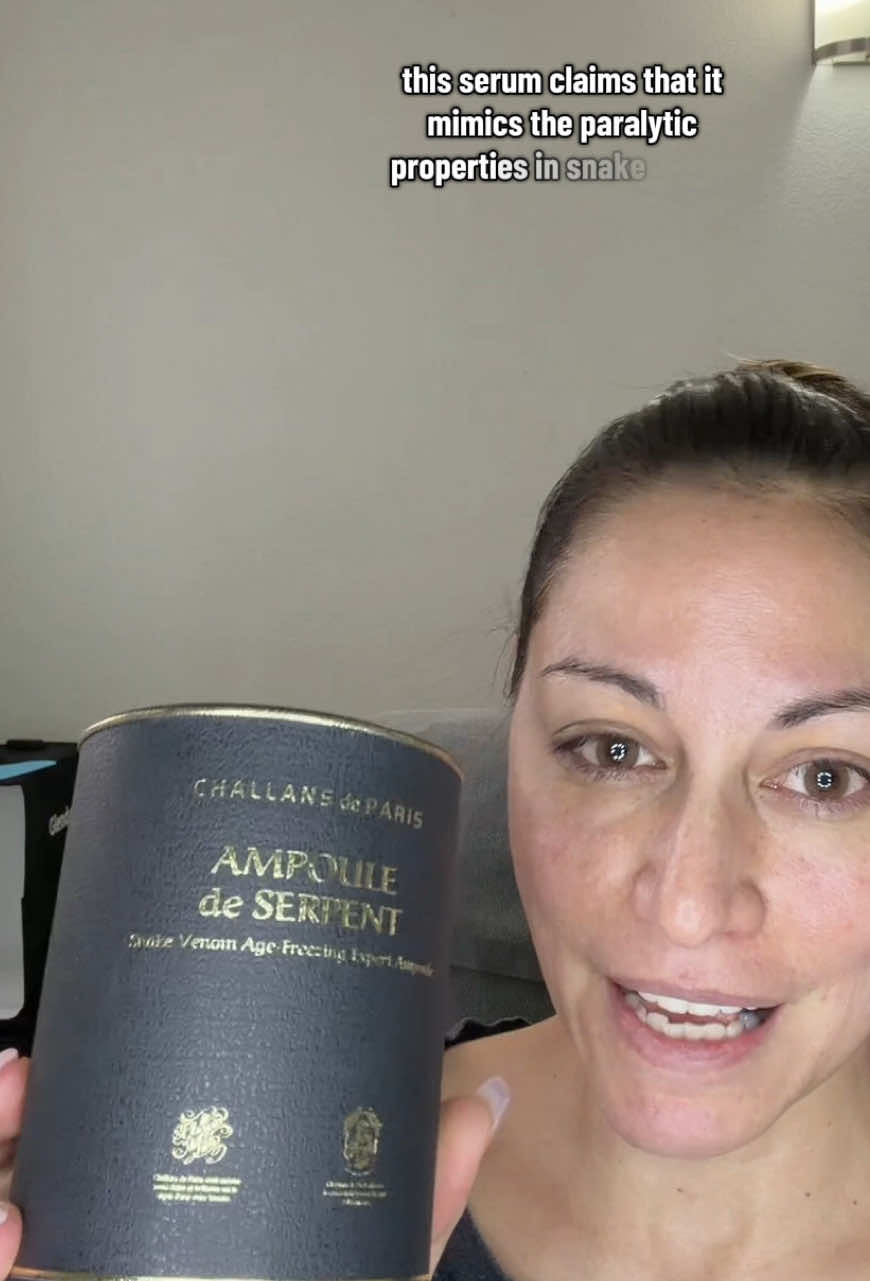 this serum claims that it
mimics the paralytic
properties in snake
CHALLANS de PARIS
AMPOULE
de SERPENT
Snake Venom Age-Freezing Expert Ampoule